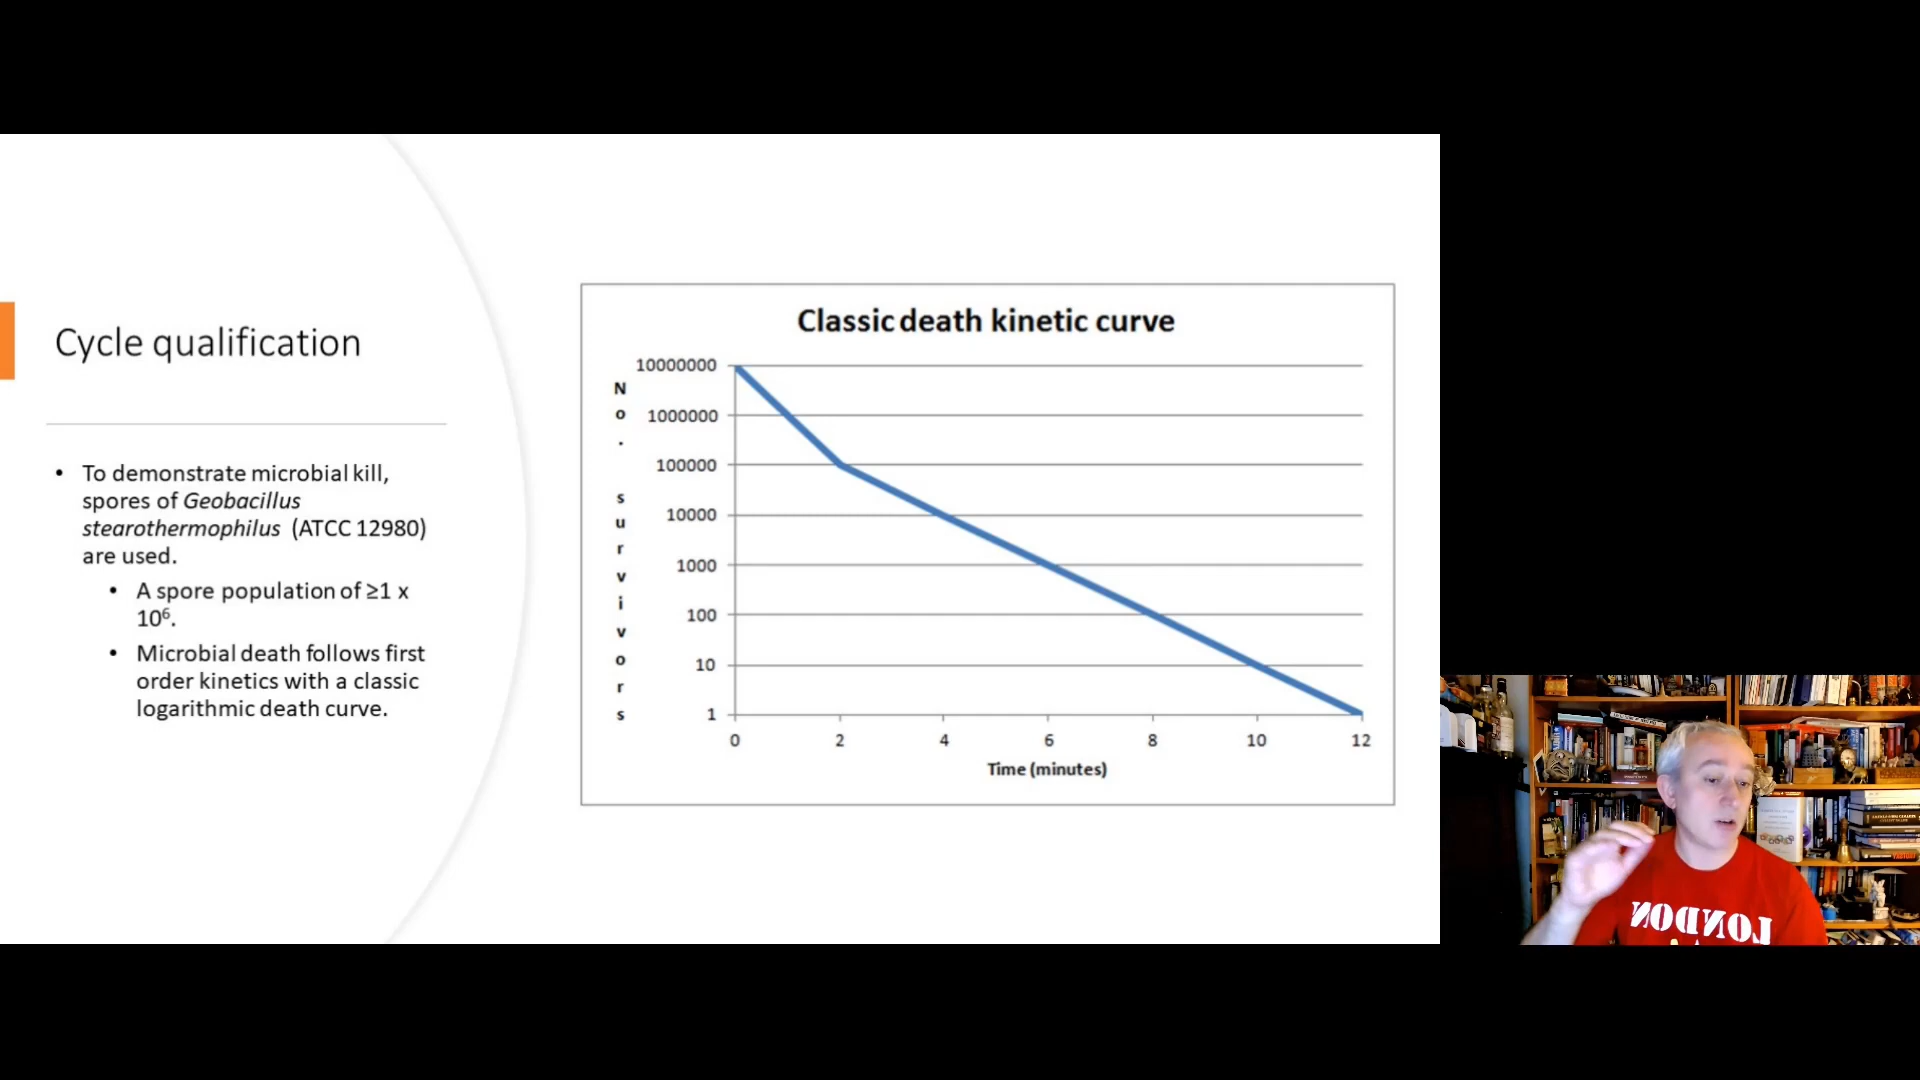 Cycle qualification
• To demonstrate microbial kill,
spores of Geobacillus
stearothermophilus (ATCC 12980)
are used.
• A spore population of ≥1 x
10⁶.
• Microbial death follows first
order kinetics with a classic
logarithmic death curve.
Classic death kinetic curve
No. survivors
10000000
1000000
100000
10000
1000
100
10
1
0 2 4 6 8 10 12
Time (minutes)
LONDON